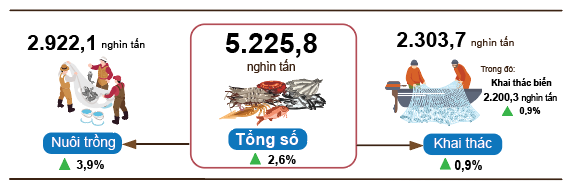 2.922,1 nghìn tấn
Nuôi trồng
▲ 3,9%
5.225,8
nghìn tấn
Tổng số
▲ 2,6%
2.303,7 nghìn tấn
Trong đó:
Khai thác biển
2.200,3 nghìn tấn
▲ 0,9%
Khai thác
▲ 0,9%